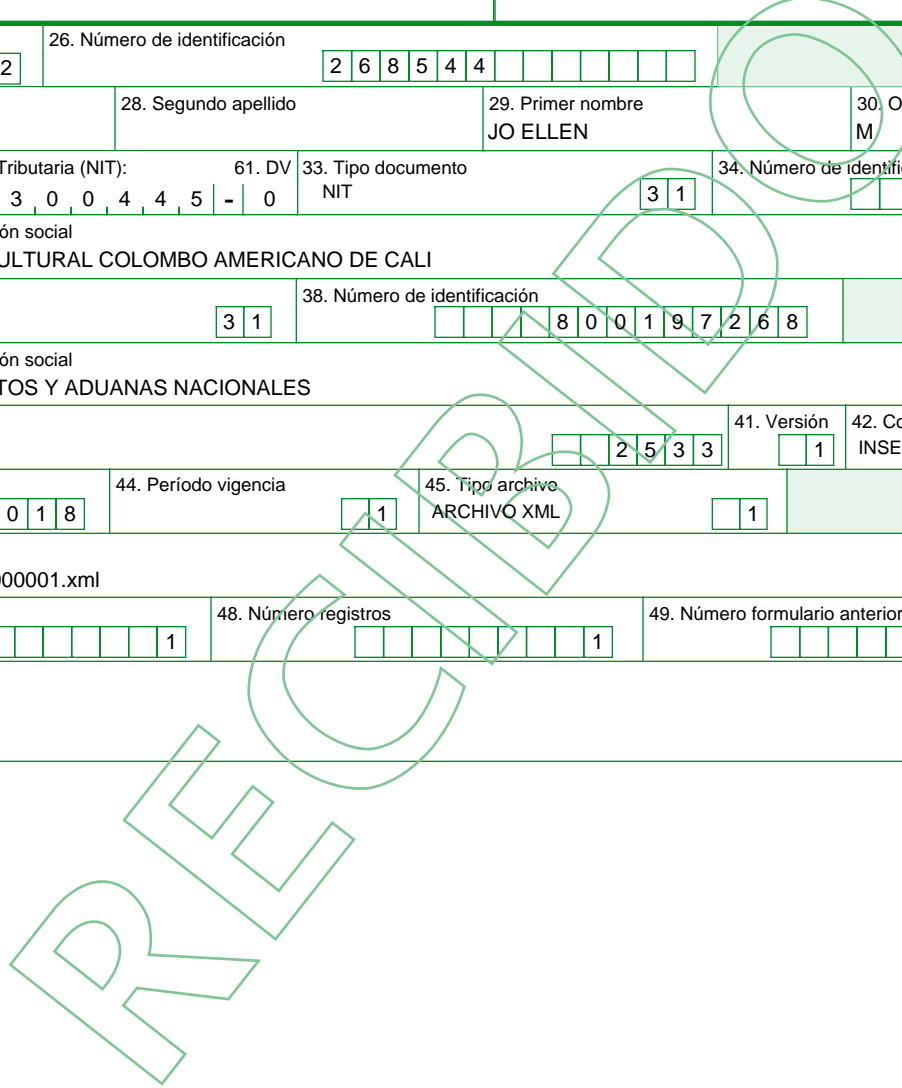 26. Número de identificación
2 2 6 8 5 4 4
28. Segundo apellido 29. Primer nombre 30. O
JO ELLEN M
Tributaria (NIT): 61. DV 33. Tipo documento 34. Número de identifi
3 0 0 4 4 5 - 0 NIT 3 1
ón social
ULTURAL COLOMBO AMERICANO DE CALI
38. Número de identificación
3 1 8 0 0 1 9 7 2 6 8
ón social
TOS Y ADUANAS NACIONALES
41. Versión 42. Co
2 5 3 3 1 INSE
44. Período vigencia 45. Tipo archivo
0 1 8 1 ARCHIVO XML 1
000001.xml
48. Número registros 49. Número formulario anterior
1 1
RECIBIDO